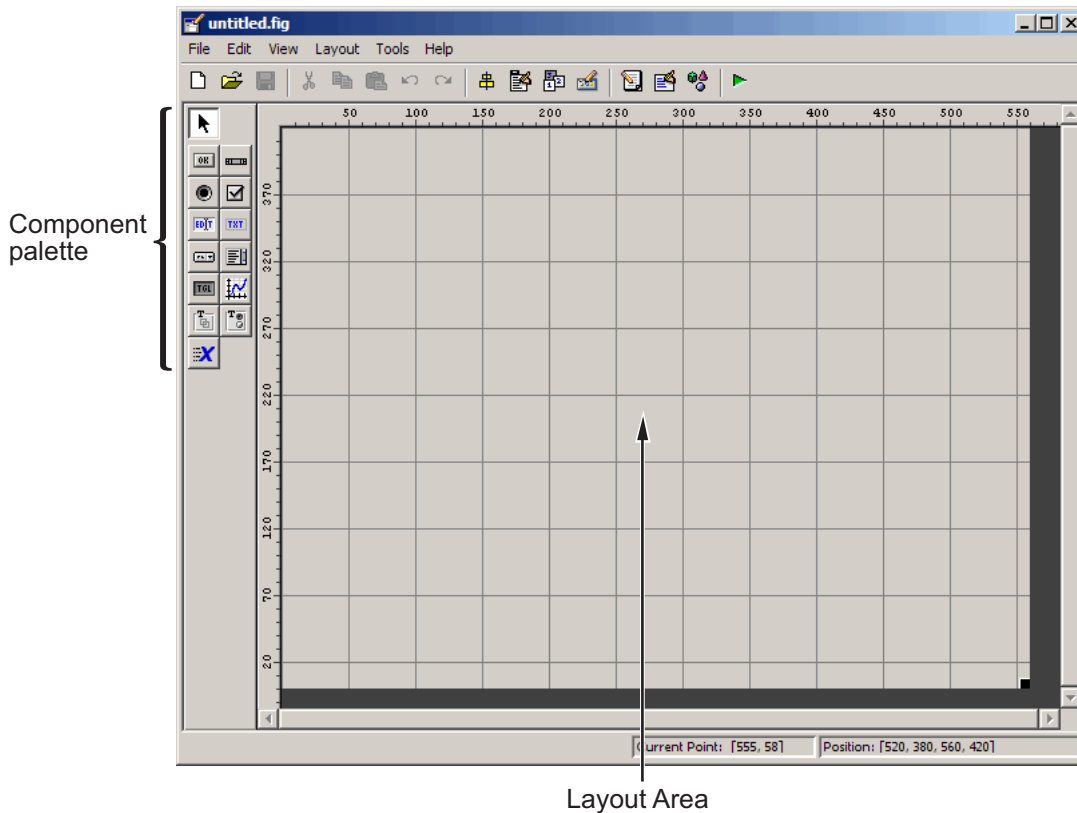 untitled.fig
File Edit View Layout Tools Help
50 100 150 200 250 300 350 400 450 500 550
OK
EDIT TXT
TGL
T T
X
370
320
270
220
170
120
70
20
Component
palette
Current Point: [555, 58] Position: [520, 380, 560, 420]
Layout Area